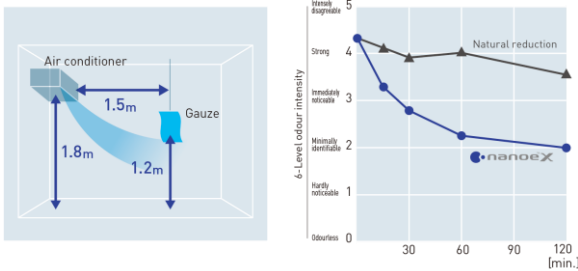 Air conditioner
1.5m
Gauze
1.8m
1.2m
6-Level odour intensity
Intensely
disagreeable
5
Strong
4
Immediately
noticeable
3
Minimally
identifiable
2
Hardly
noticeable
1
Odourless
0
Natural reduction
nanoeX
30
60
90
120
[min.]